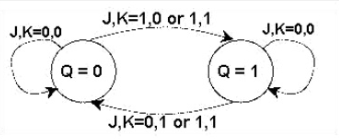 J,K=1,0 or 1,1
J,K=0,0
J,K=0,0
Q = 0
Q = 1
J,K=0,1 or 1,1